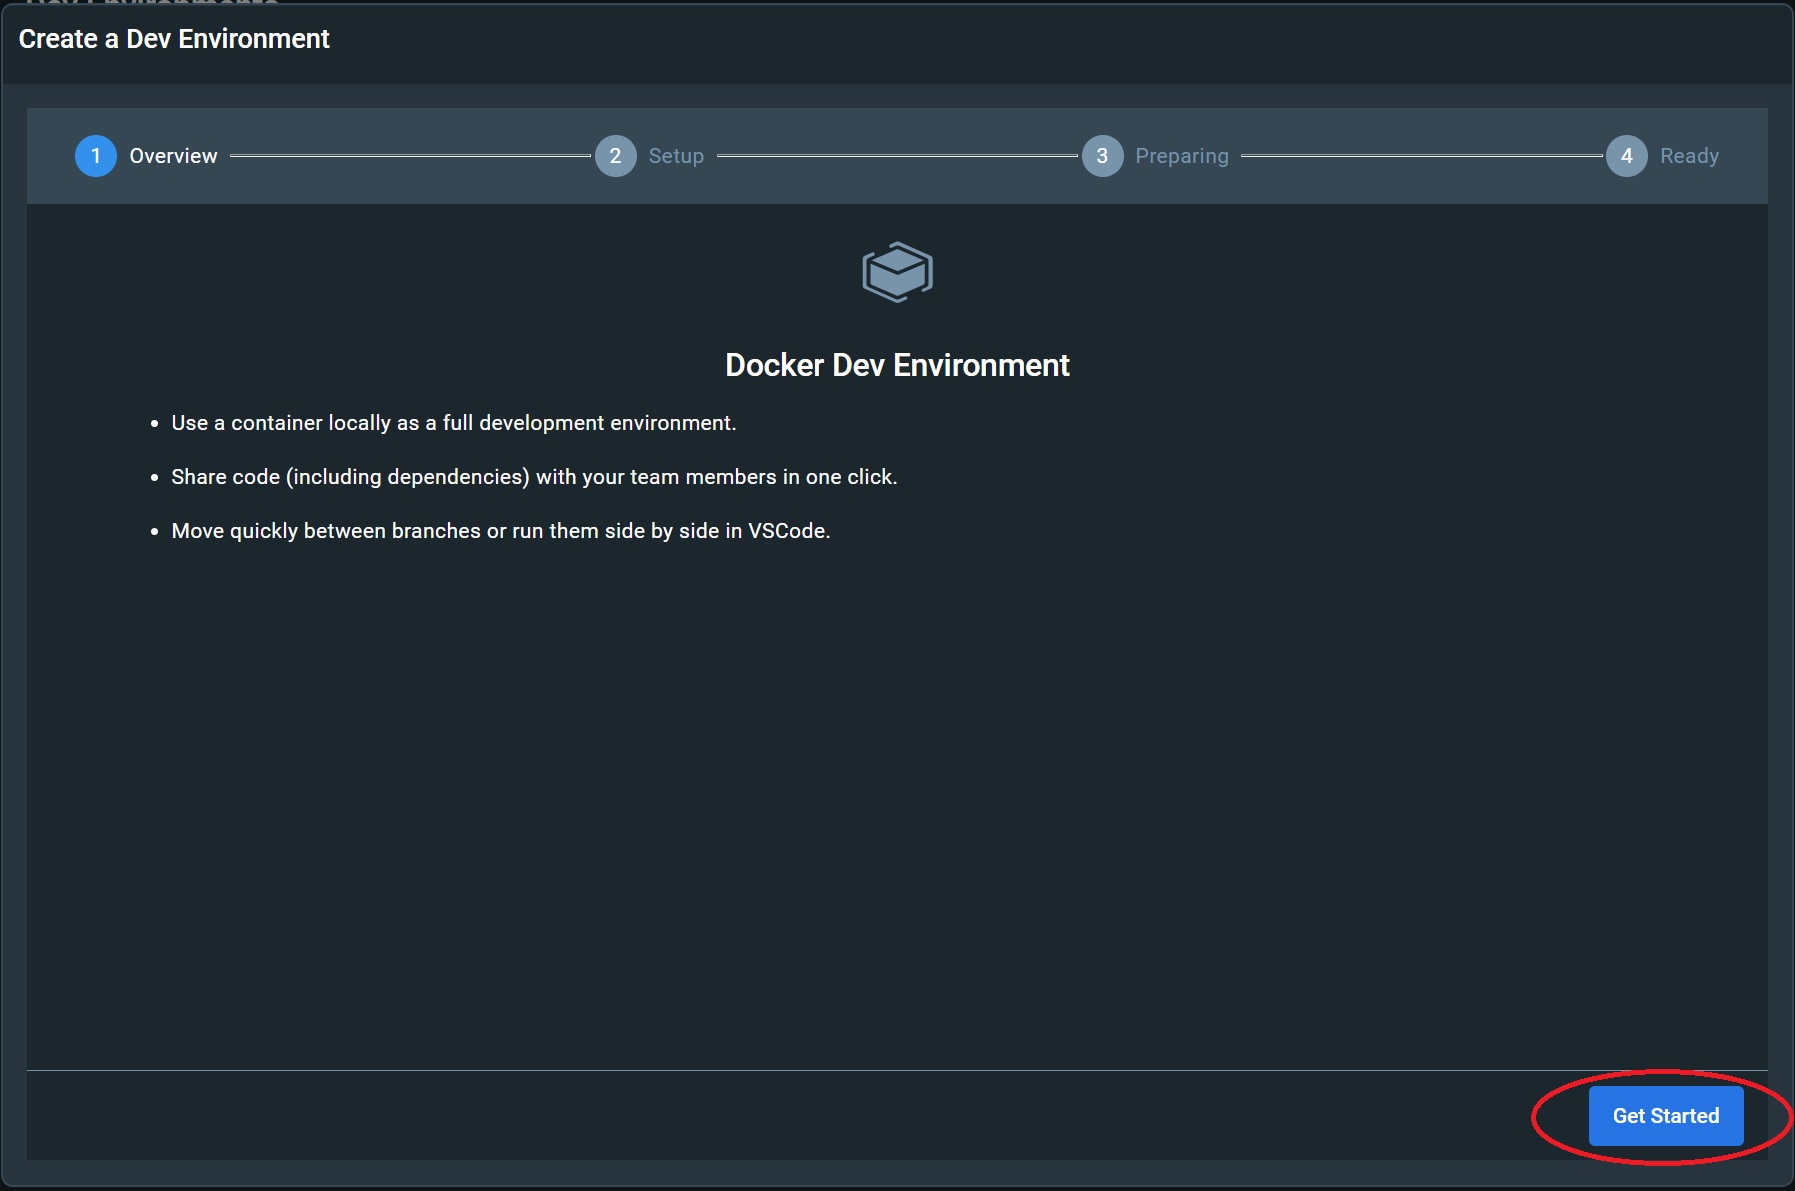 Create a Dev Environment
1 Overview 2 Setup 3 Preparing 4 Ready
Docker Dev Environment
• Use a container locally as a full development environment.
• Share code (including dependencies) with your team members in one click.
• Move quickly between branches or run them side by side in VSCode.
Get Started